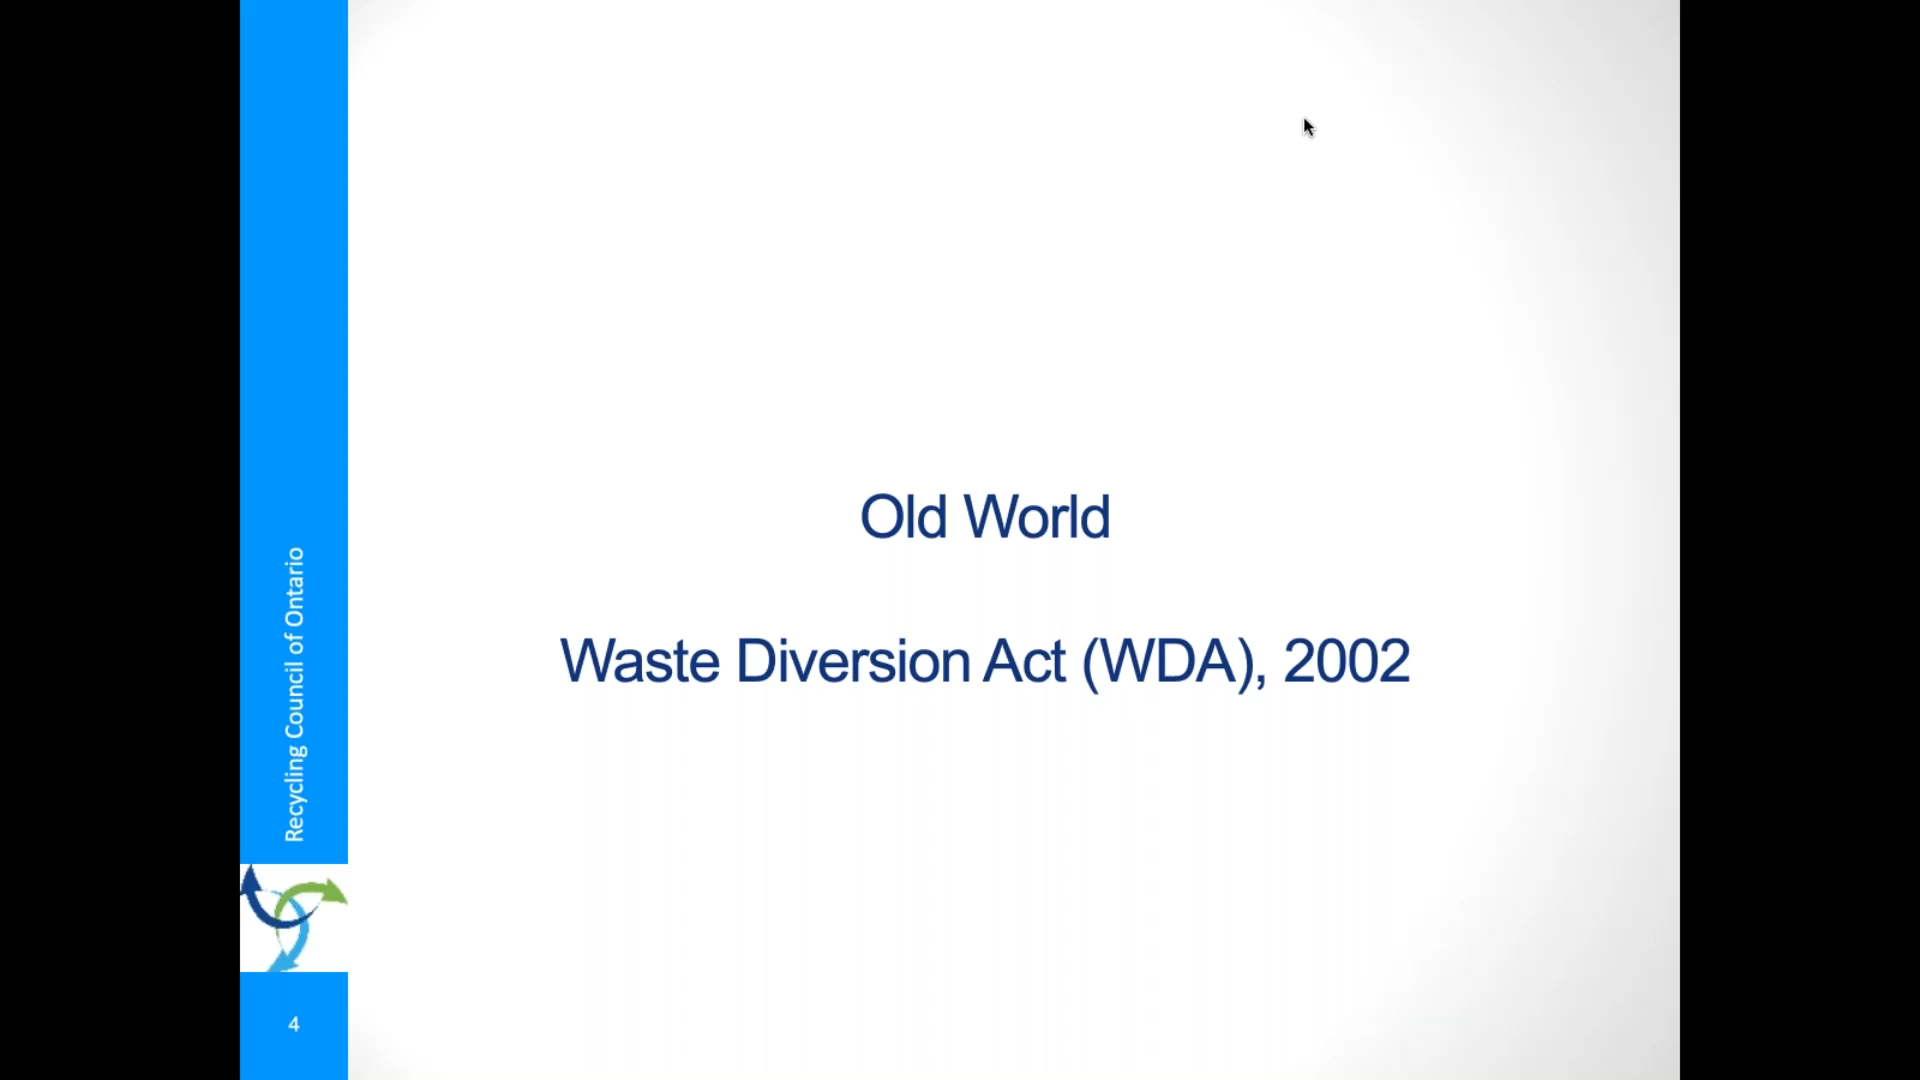 Old World
Waste Diversion Act (WDA), 2002
Recycling Council of Ontario
4